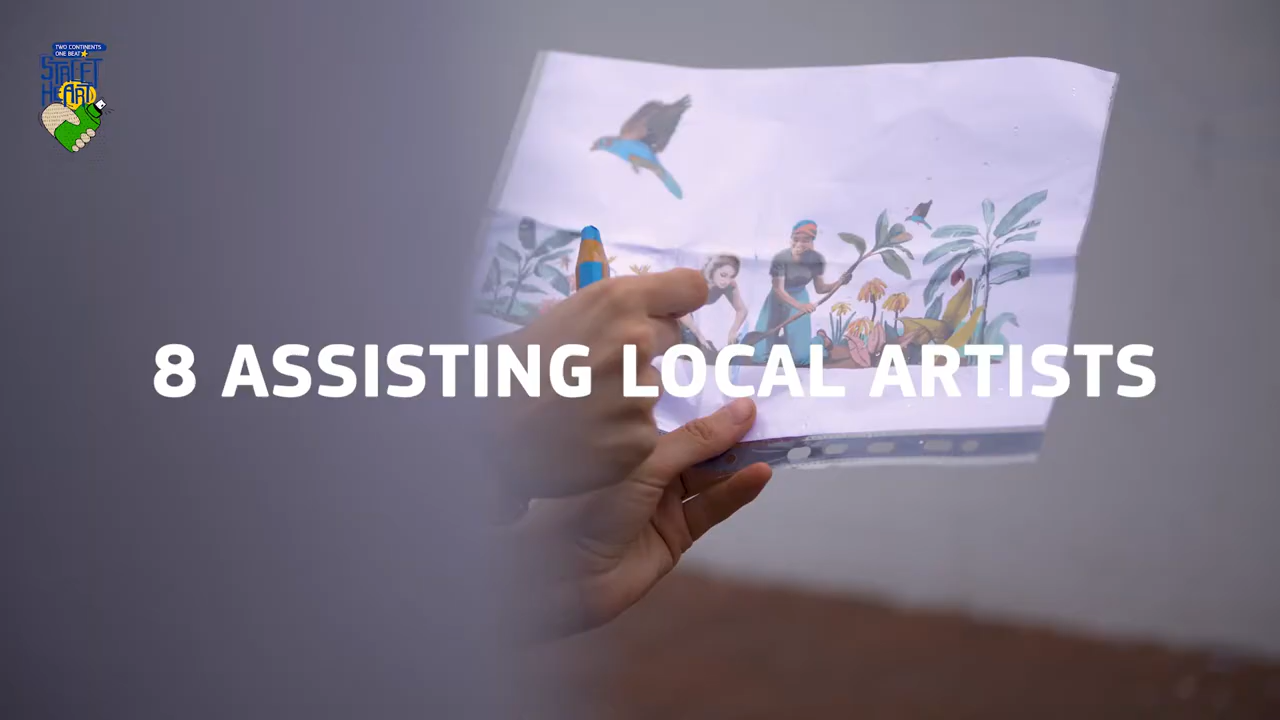 TWO CONTINENTS
ONE BEAT
STREET
HEART
8 ASSISTING LOCAL ARTISTS